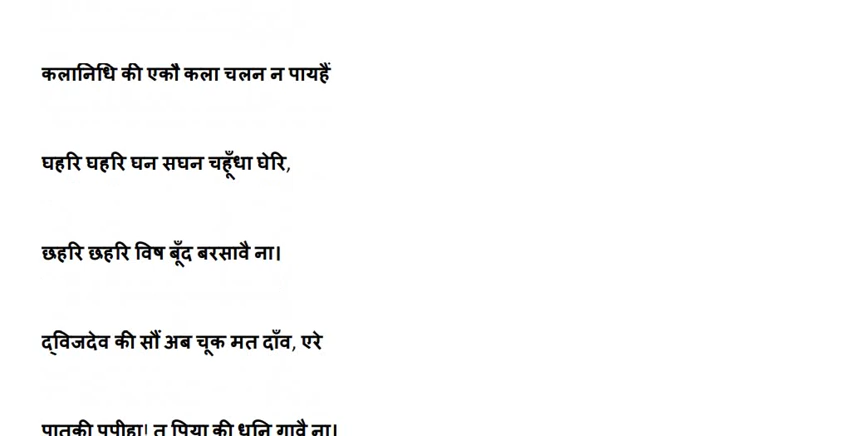 कलानिधि की एकौ कला चलन न पायहैं
घहरि घहरि घन सघन चहूँधा घेरि,
छहरि छहरि विष बूँद बरसावै ना।
द्विजदेव की सौं अब चूक मत दाँव, एरे
पातकी पपीहा! तू पिया की धुनि गावै ना।